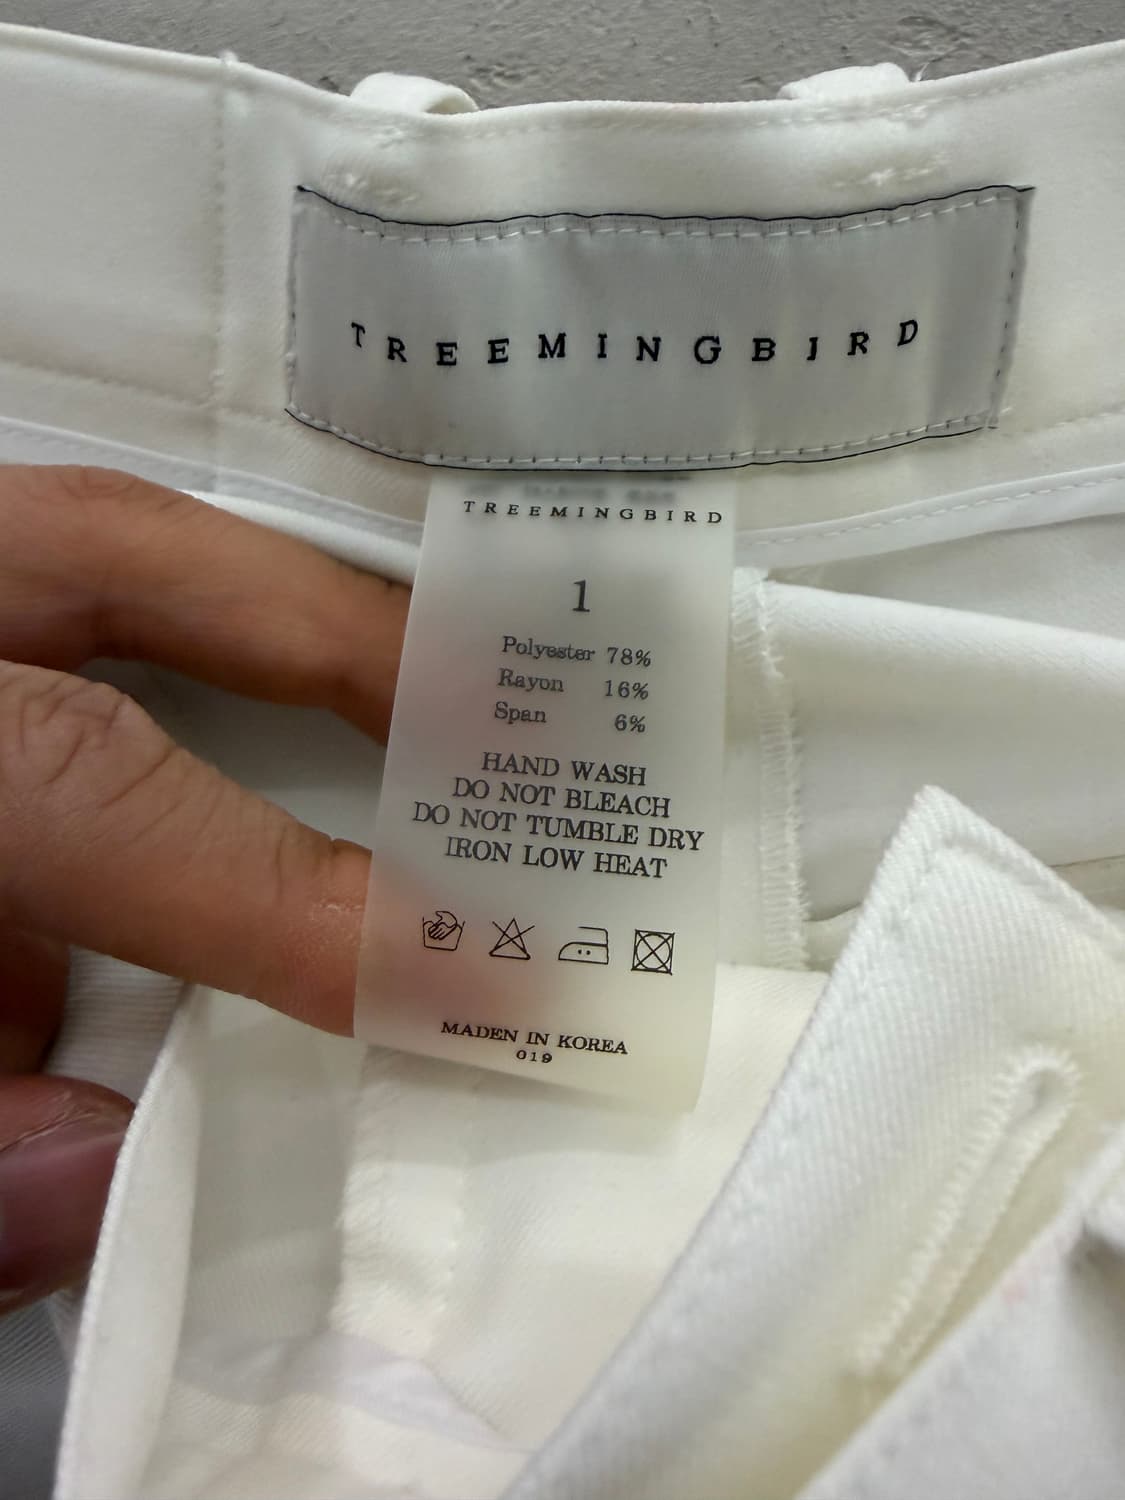 TREEMINGBIRD
TREEMINGBIRD
1
Polyester 78%
Rayon 16%
Span 6%
HAND WASH
DO NOT BLEACH
DO NOT TUMBLE DRY
IRON LOW HEAT
MADEN IN KOREA
019